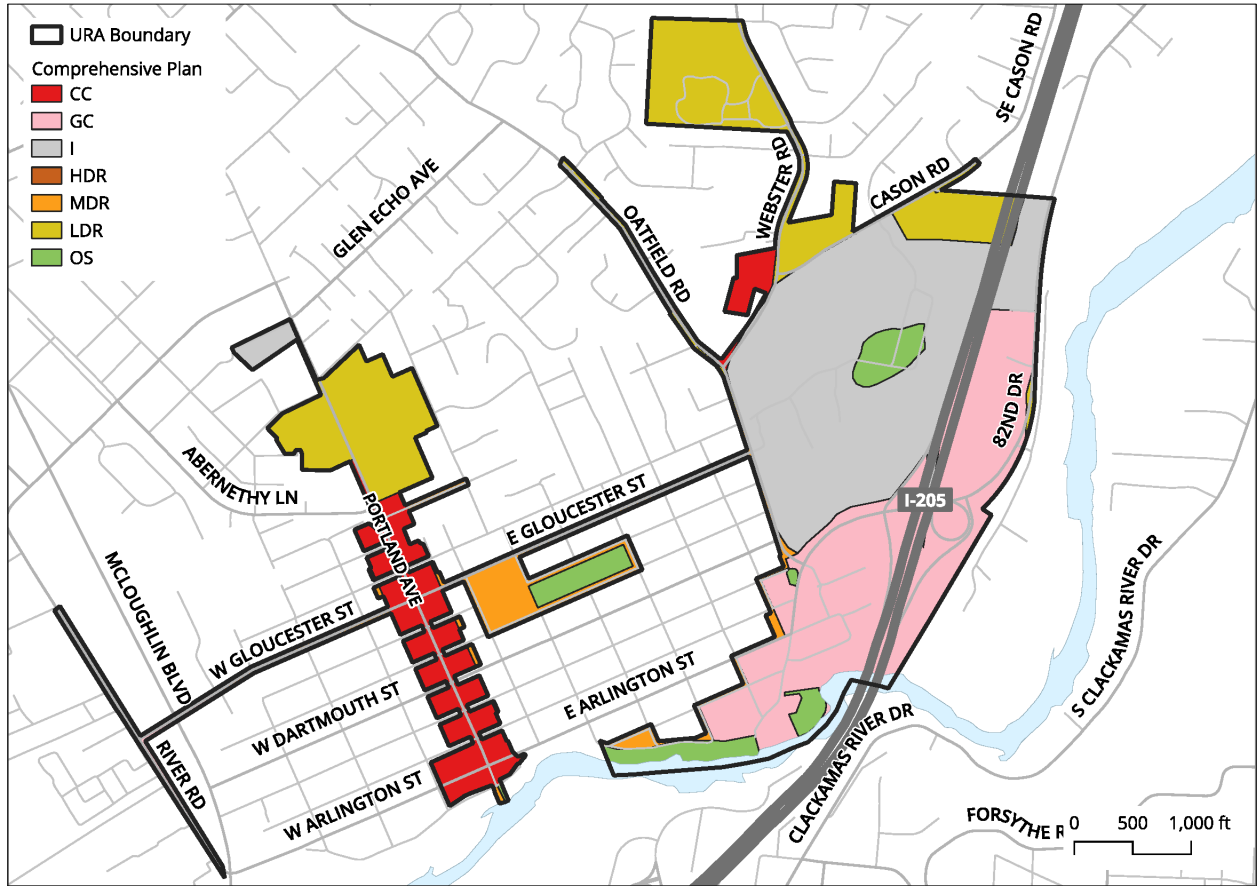 URA Boundary
Comprehensive Plan
CC
GC
I
HDR
MDR
LDR
OS
SE CASON RD
GLEN ECHO AVE
WEBSTER RD
CASON RD
OATFIELD RD
82ND DR
ABERNETHY LN
PORTLAND AVE
E GLOUCESTER ST
I-205
MCLOUGHLIN BLVD
W GLOUCESTER ST
S CLACKAMAS RIVER DR
W DARTMOUTH ST
E ARLINGTON ST
RIVER RD
CLACKAMAS RIVER DR
W ARLINGTON ST
FORSYTHE R
0 500 1,000 ft